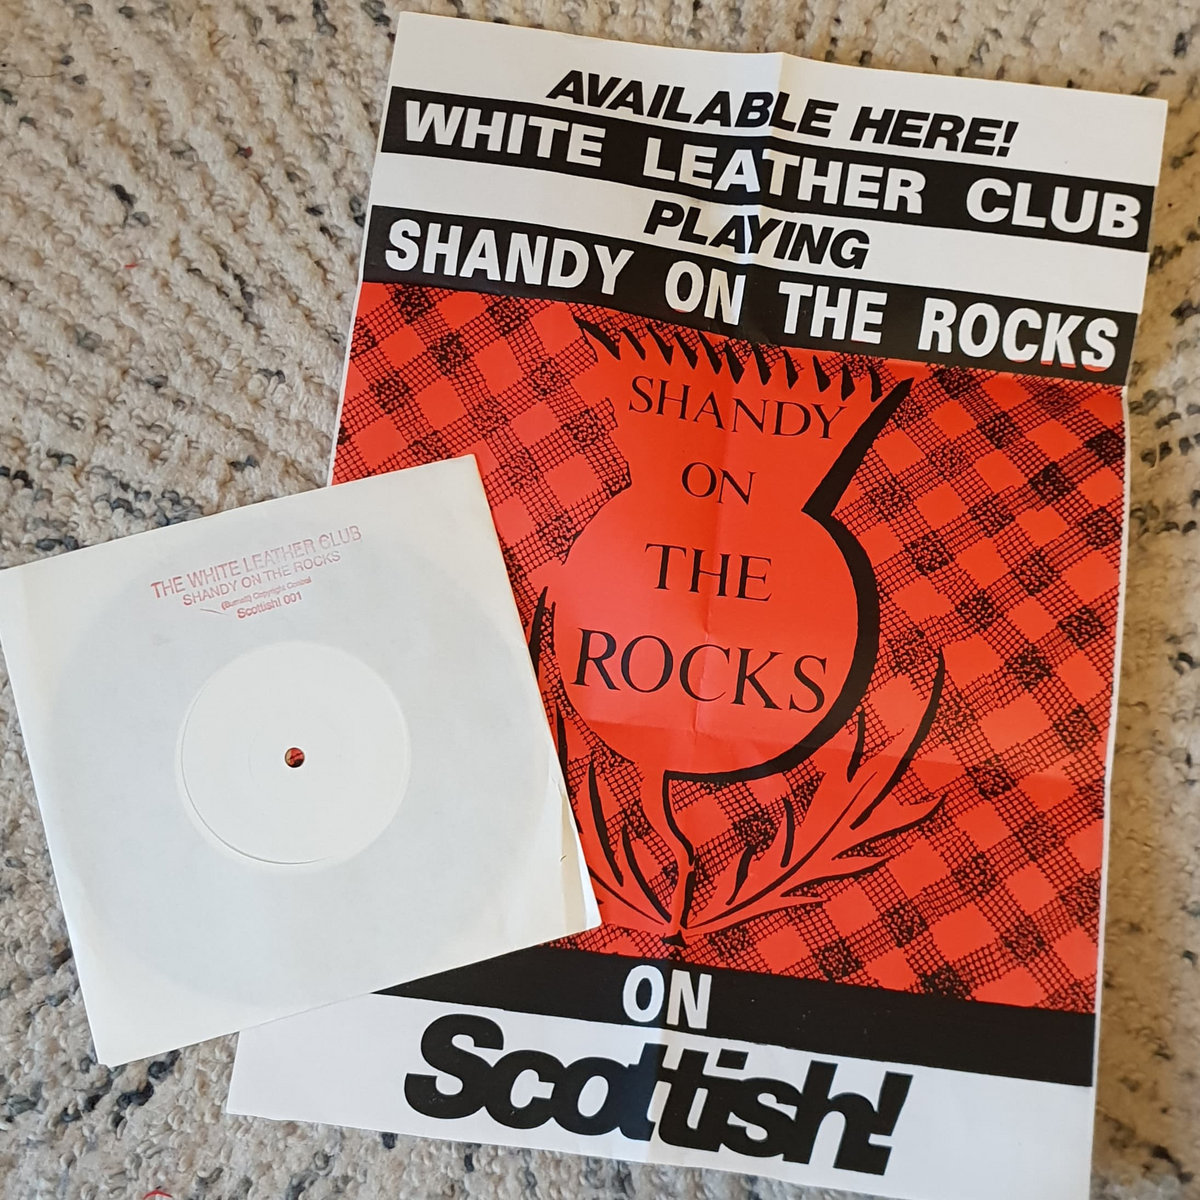 AVAILABLE HERE!
WHITE LEATHER CLUB
PLAYING
SHANDY ON THE ROCKS
SHANDY
ON
THE
ROCKS
ON
Scottish!
THE WHITE LEATHER CLUB
SHANDY ON THE ROCKS
(Burnett) Copyright Control
Scottish! 001